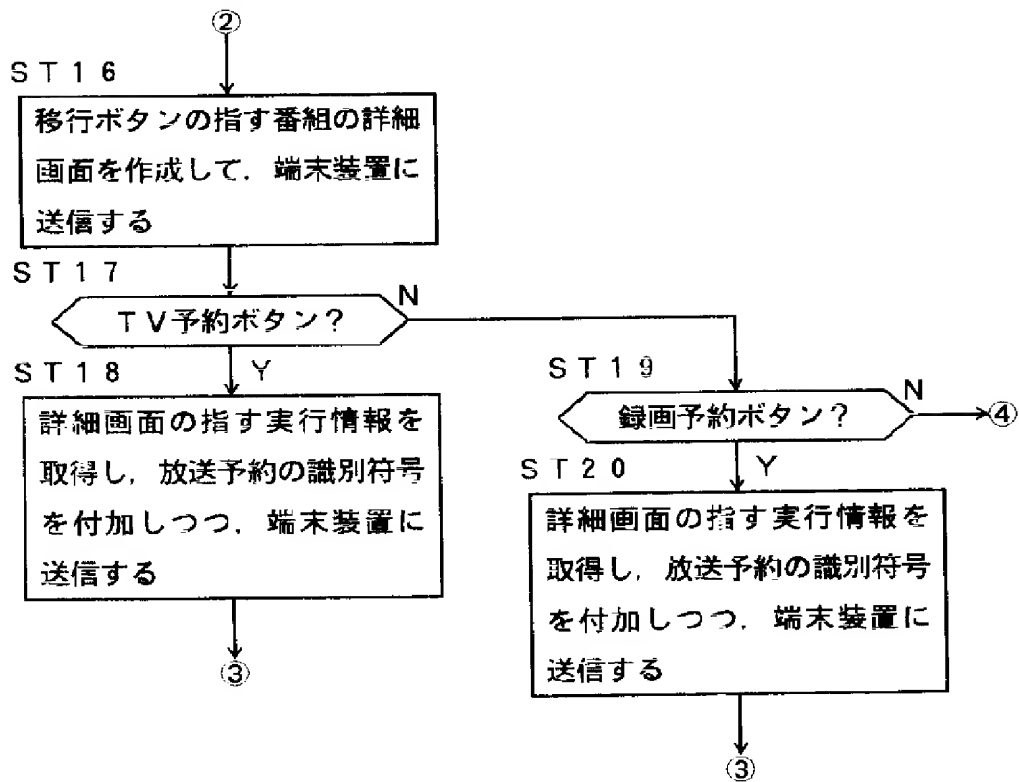 ②
ST16
移行ボタンの指す番組の詳細
画面を作成して，端末装置に
送信する
ST17
TV予約ボタン？
N
Y
ST18
詳細画面の指す実行情報を
取得し，放送予約の識別符号
を付加しつつ，端末装置に
送信する
③
ST19
録画予約ボタン？
N
④
Y
ST20
詳細画面の指す実行情報を
取得し，放送予約の識別符号
を付加しつつ，端末装置に
送信する
③